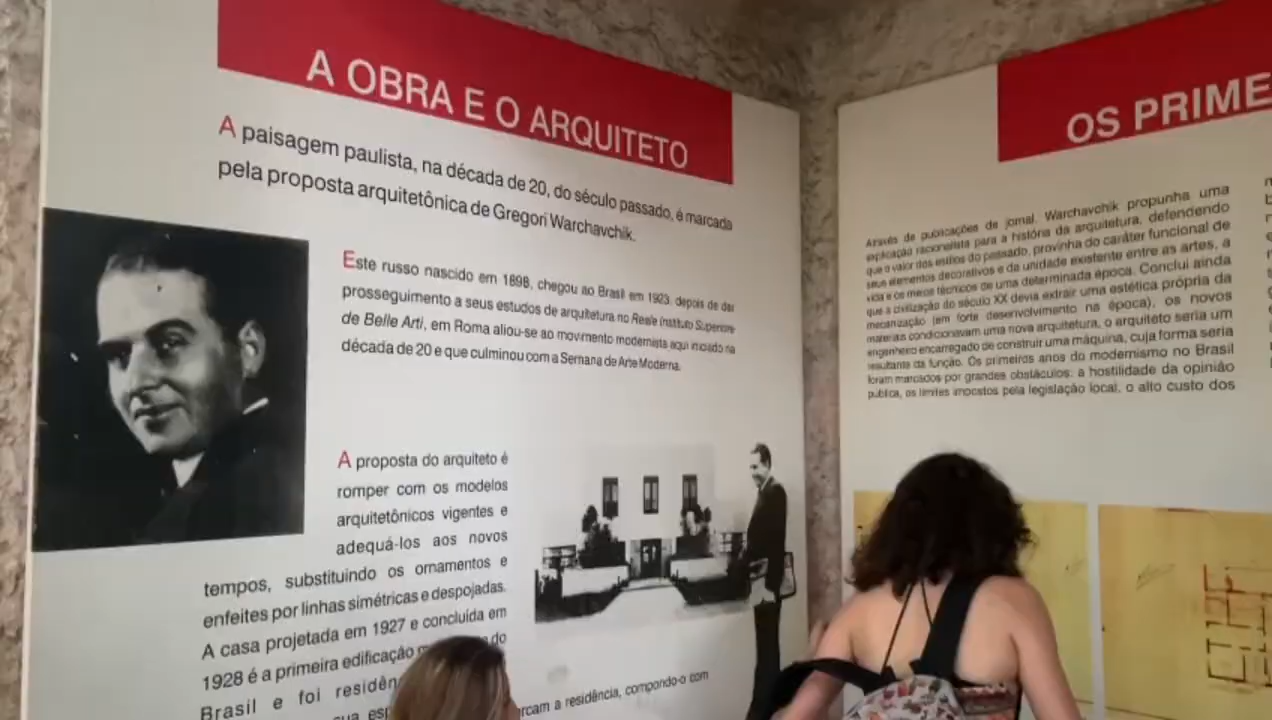 A OBRA E O ARQUITETO
A paisagem paulista, na década de 20, do século passado, é marcada
pela proposta arquitetônica de Gregori Warchavchik.
Este russo nascido em 1898, chegou ao Brasil em 1923, depois de dar
prosseguimento a seus estudos de arquitetura no Reale Instituto Superiore
de Belle Arti, em Roma aliou-se ao movimento modernista aqui iniciado na
década de 20 e que culminou com a Semana de Arte Moderna.
A proposta do arquiteto é
romper com os modelos
arquitetônicos vigentes e
adequá-los aos novos
tempos, substituindo os ornamentos e
enfeites por linhas simétricas e despojadas.
A casa projetada em 1927 e concluída em
1928 é a primeira edificação do
Brasil e foi
a residência, compondo-o com
OS PRIME
Através de publicações de jornal, Warchavchik propunha uma
explicação racionalista para a história da arquitetura, defendendo
que o valor dos estilos do passado, provinha do caráter funcional de
seus elementos decorativos e da unidade existente entre as artes, a
vida e os meios técnicos de uma determinada época. Conclui ainda
que a civilização do século XX devia extrair uma estética própria da
mecanização (em forte desenvolvimento na época), os novos
materiais condicionavam uma nova arquitetura, o arquiteto seria um
engenheiro encarregado de construir uma máquina, cuja forma seria
resultante da função. Os primeiros anos do modernismo no Brasil
foram marcados por grandes obstáculos: a hostilidade da opinião
pública, os limites impostos pela legislação local, o alto custo dos